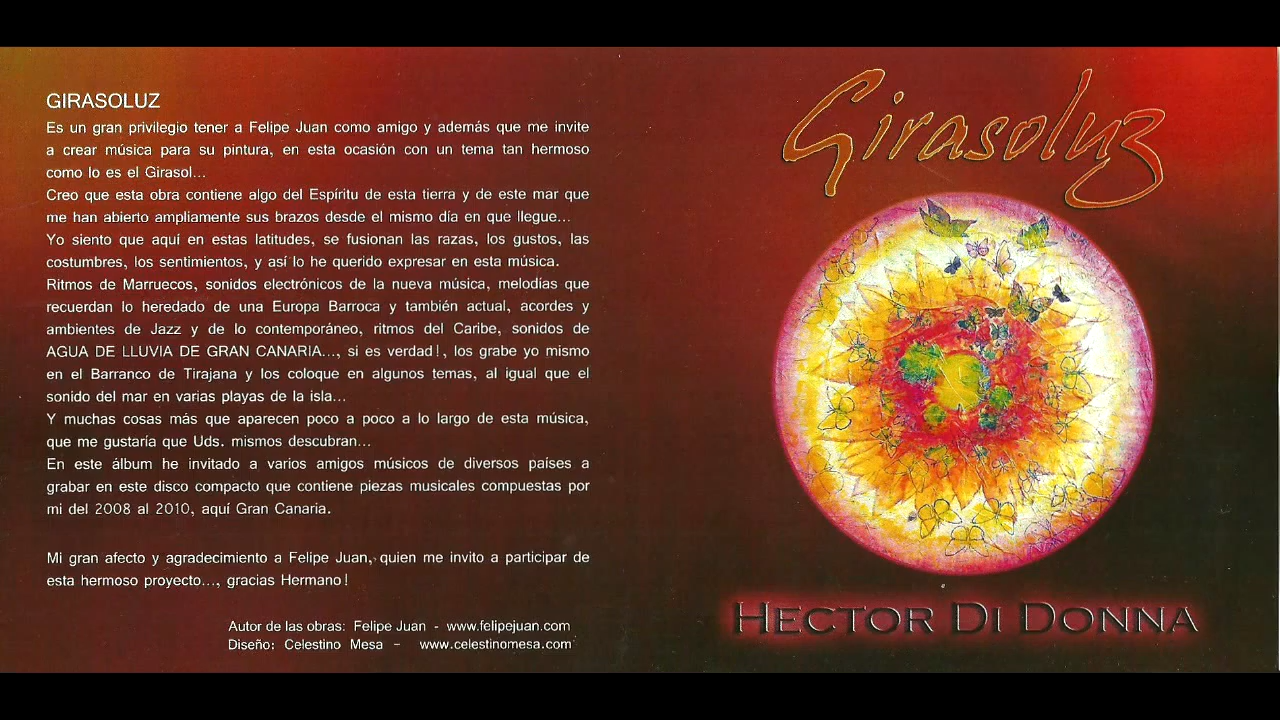 GIRASOLUZ
Es un gran privilegio tener a Felipe Juan como amigo y además que me invite
a crear música para su pintura, en esta ocasión con un tema tan hermoso
como lo es el Girasol...
Creo que esta obra contiene algo del Espíritu de esta tierra y de este mar que
me han abierto ampliamente sus brazos desde el mismo día en que llegue...
Yo siento que aquí en estas latitudes, se fusionan las razas, los gustos, las
costumbres, los sentimientos, y así lo he querido expresar en esta música.
Ritmos de Marruecos, sonidos electrónicos de la nueva música, melodías que
recuerdan lo heredado de una Europa Barroca y también actual, acordes y
ambientes de Jazz y de lo contemporáneo, ritmos del Caribe, sonidos de
AGUA DE LLUVIA DE GRAN CANARIA..., si es verdad!, los grabe yo mismo
en el Barranco de Tirajana y los coloque en algunos temas, al igual que el
sonido del mar en varias playas de la isla...
Y muchas cosas más que aparecen poco a poco a lo largo de esta música,
que me gustaría que Uds. mismos descubran...
En este álbum he invitado a varios amigos músicos de diversos países a
grabar en este disco compacto que contiene piezas musicales compuestas por
mi del 2008 al 2010, aquí Gran Canaria.
Mi gran afecto y agradecimiento a Felipe Juan, quien me invito a participar de
esta hermoso proyecto..., gracias Hermano!
Autor de las obras: Felipe Juan - www.felipejuan.com
Diseño: Celestino Mesa - www.celestinomesa.com
Girasoluz
HECTOR DI DONNA